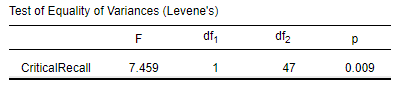 Test of Equality of Variances (Levene's)
F df₁ df₂ p
CriticalRecall 7.459 1 47 0.009